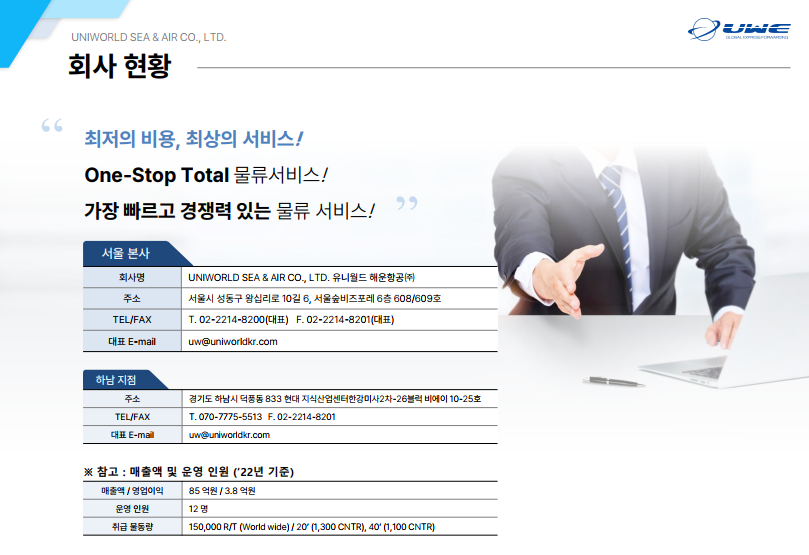 UNIWORLD SEA & AIR CO., LTD.
UWE
GLOBAL EXPRESS FORWARDING
회사 현황
“
최저의 비용, 최상의 서비스!
One-Stop Total 물류서비스!
가장 빠르고 경쟁력 있는 물류 서비스!
”
서울 본사
회사명 UNIWORLD SEA & AIR CO., LTD. 유니월드 해운항공㈜
주소 서울시 성동구 왕십리로 10길 6, 서울숲비즈포레 6층 608/609호
TEL/FAX T. 02-2214-8200(대표) F. 02-2214-8201(대표)
대표 E-mail uw@uniworldkr.com
하남 지점
주소 경기도 하남시 덕풍동 833 현대 지식산업센터한강미사2차-26블럭 비에이 10-25호
TEL/FAX T. 070-7775-5513 F. 02-2214-8201
대표 E-mail uw@uniworldkr.com
※ 참고 : 매출액 및 운영 인원 (’22년 기준)
매출액 / 영업이익 85 억원 / 3.8 억원
운영 인원 12 명
취급 물동량 150,000 R/T (World wide) / 20’ (1,300 CNTR), 40’ (1,100 CNTR)